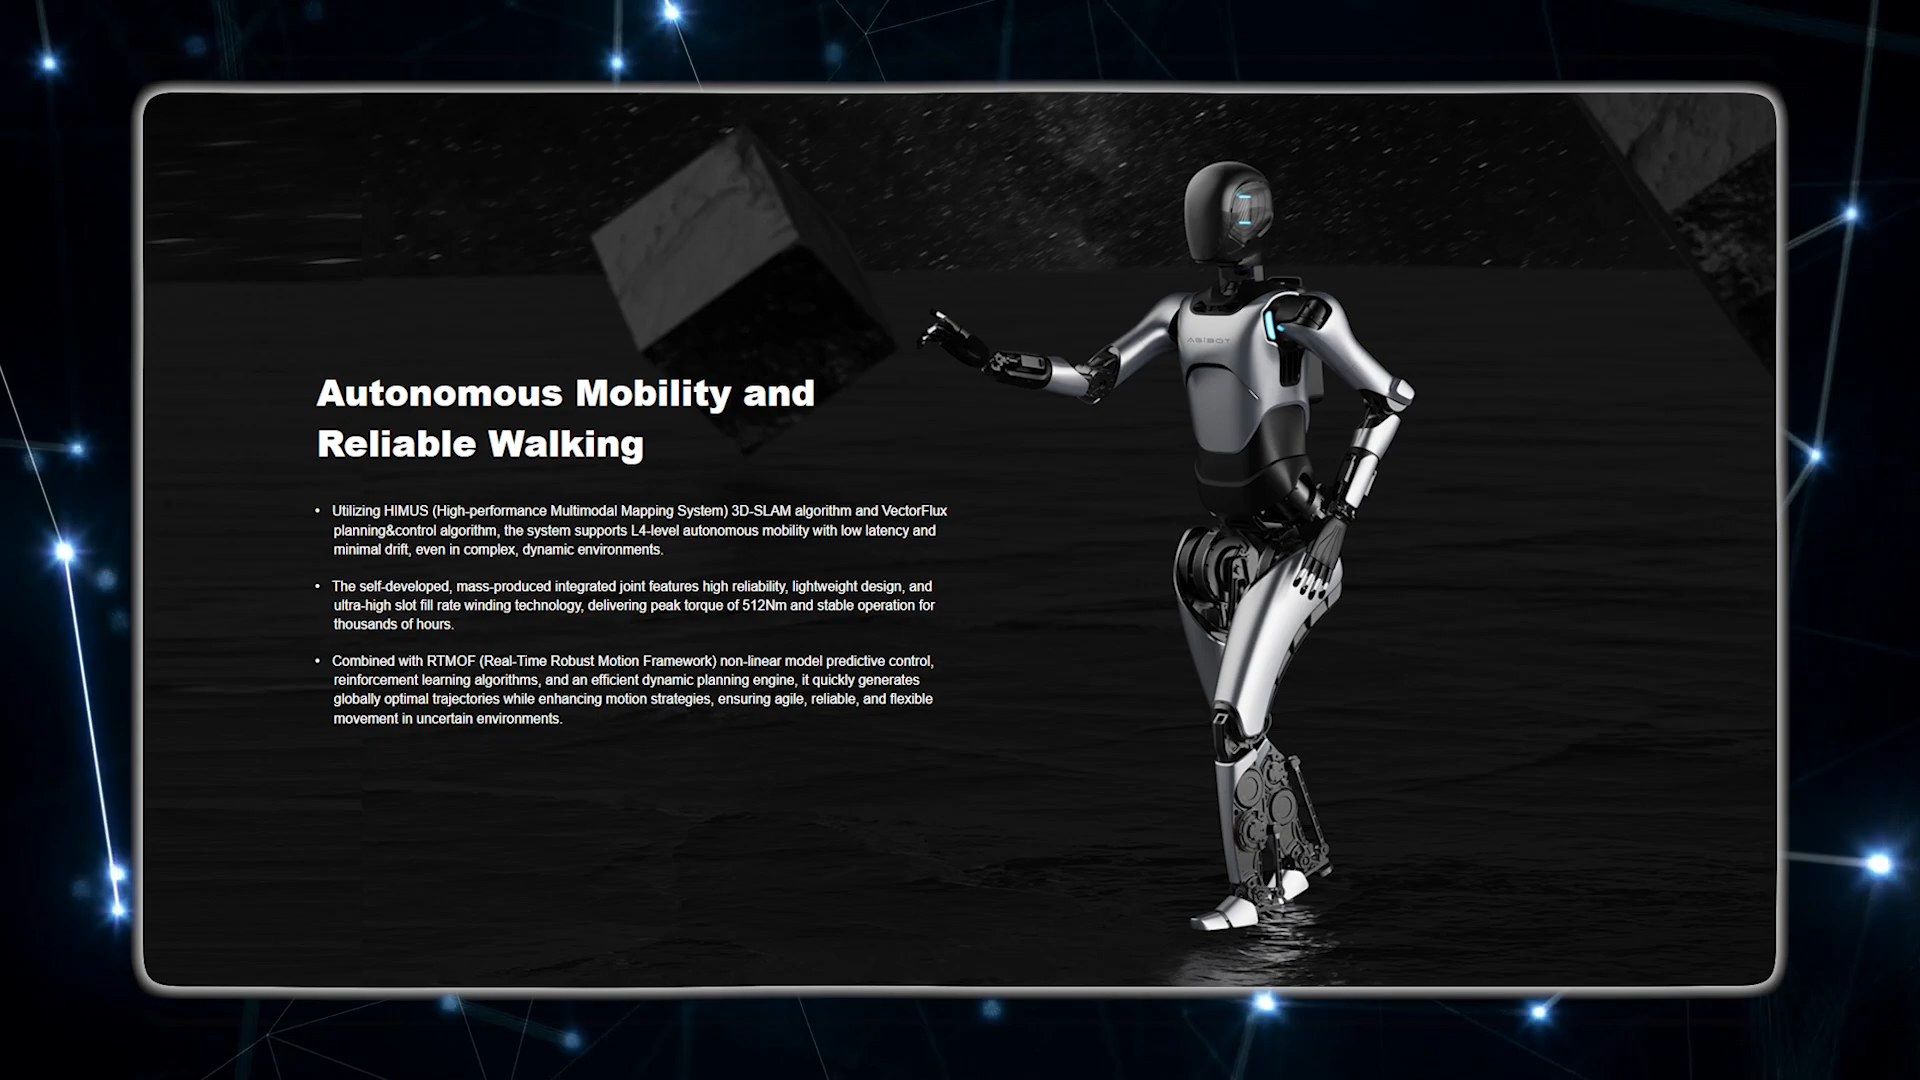 AGIBOT
Autonomous Mobility and
Reliable Walking
• Utilizing HIMUS (High-performance Multimodal Mapping System) 3D-SLAM algorithm and VectorFlux
planning&control algorithm, the system supports L4-level autonomous mobility with low latency and
minimal drift, even in complex, dynamic environments.
• The self-developed, mass-produced integrated joint features high reliability, lightweight design, and
ultra-high slot fill rate winding technology, delivering peak torque of 512Nm and stable operation for
thousands of hours.
• Combined with RTMOF (Real-Time Robust Motion Framework) non-linear model predictive control,
reinforcement learning algorithms, and an efficient dynamic planning engine, it quickly generates
globally optimal trajectories while enhancing motion strategies, ensuring agile, reliable, and flexible
movement in uncertain environments.